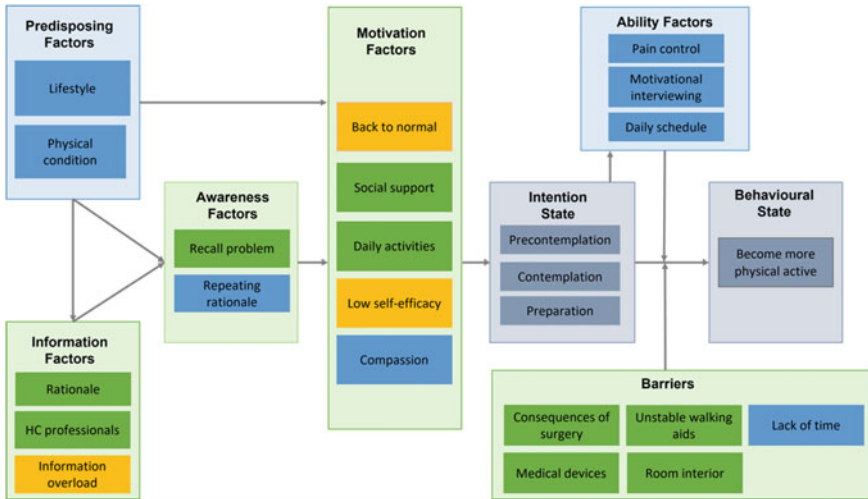 Predisposing
Factors
Lifestyle
Physical
condition
Information
Factors
Rationale
HC professionals
Information
overload
Awareness
Factors
Recall problem
Repeating
rationale
Motivation
Factors
Back to normal
Social support
Daily activities
Low self-efficacy
Compassion
Intention
State
Precontemplation
Contemplation
Preparation
Ability Factors
Pain control
Motivational
interviewing
Daily schedule
Behavioural
State
Become more
physical active
Barriers
Consequences of
surgery
Unstable walking
aids
Lack of time
Medical devices
Room interior